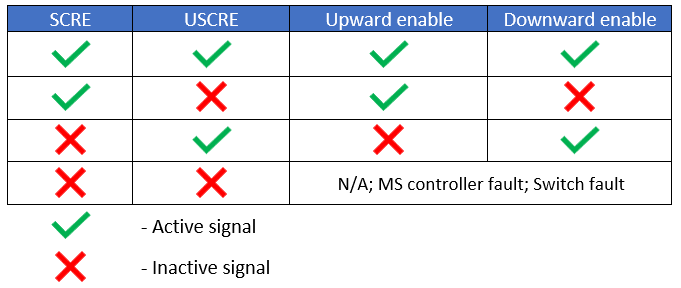 SCRE USCRE Upward enable Downward enable
N/A; MS controller fault; Switch fault
- Active signal
- Inactive signal